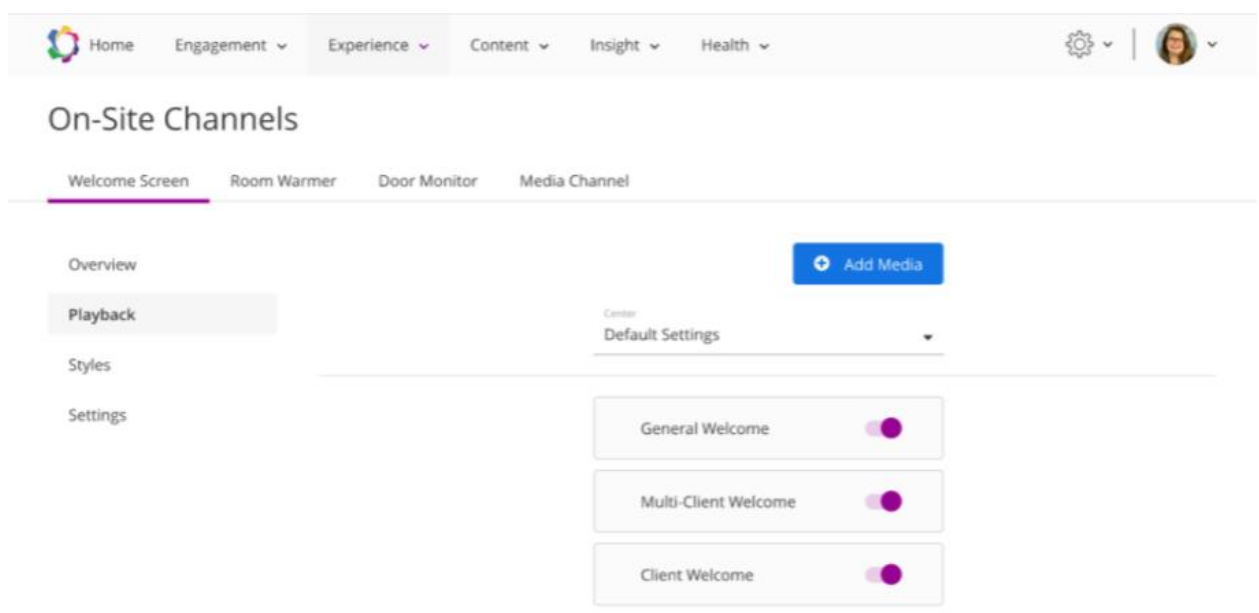 Home Engagement Experience Content Insight Health
On-Site Channels
Welcome Screen Room Warmer Door Monitor Media Channel
Overview
Add Media
Playback
Center
Default Settings
Styles
Settings
General Welcome
Multi-Client Welcome
Client Welcome